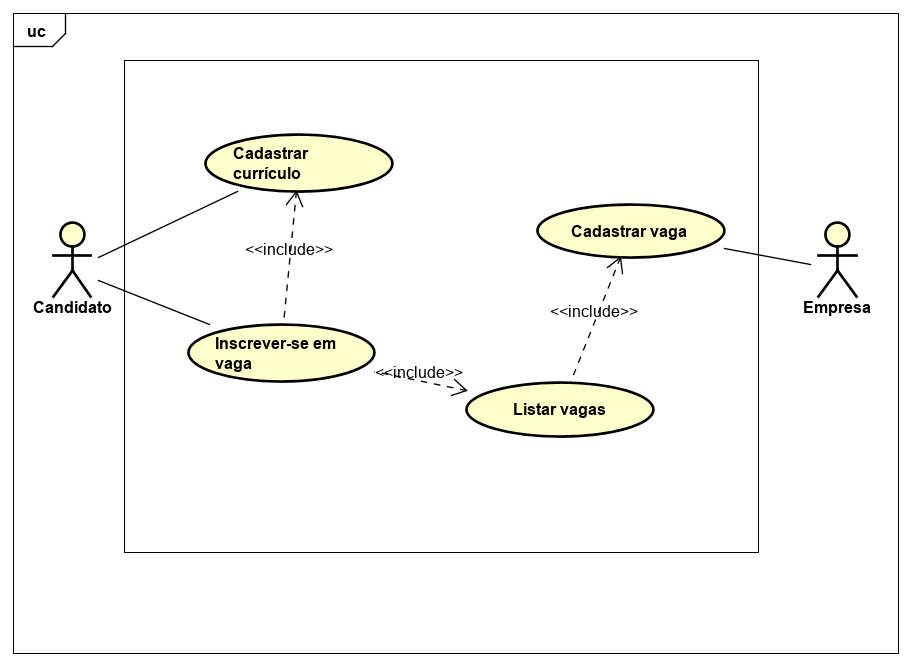 uc
Cadastrar
currículo
Cadastrar vaga
<<include>>
Candidato
Empresa
<<include>>
Inscrever-se em
vaga
<<include>>
Listar vagas